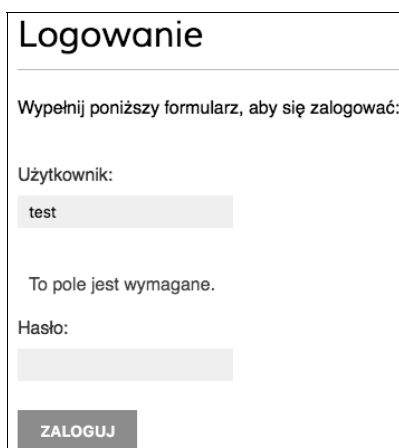 Logowanie
Wypełnij poniższy formularz, aby się zalogować:
Użytkownik:
test
To pole jest wymagane.
Hasło:
ZALOGUJ